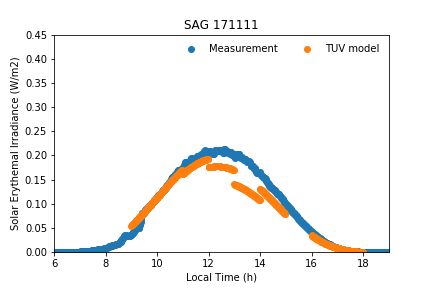 SAG 171111
Measurement
TUV model
Solar Erythemal Irradiance (W/m2)
0.45
0.40
0.35
0.30
0.25
0.20
0.15
0.10
0.05
0.00
6 8 10 12 14 16 18
Local Time (h)